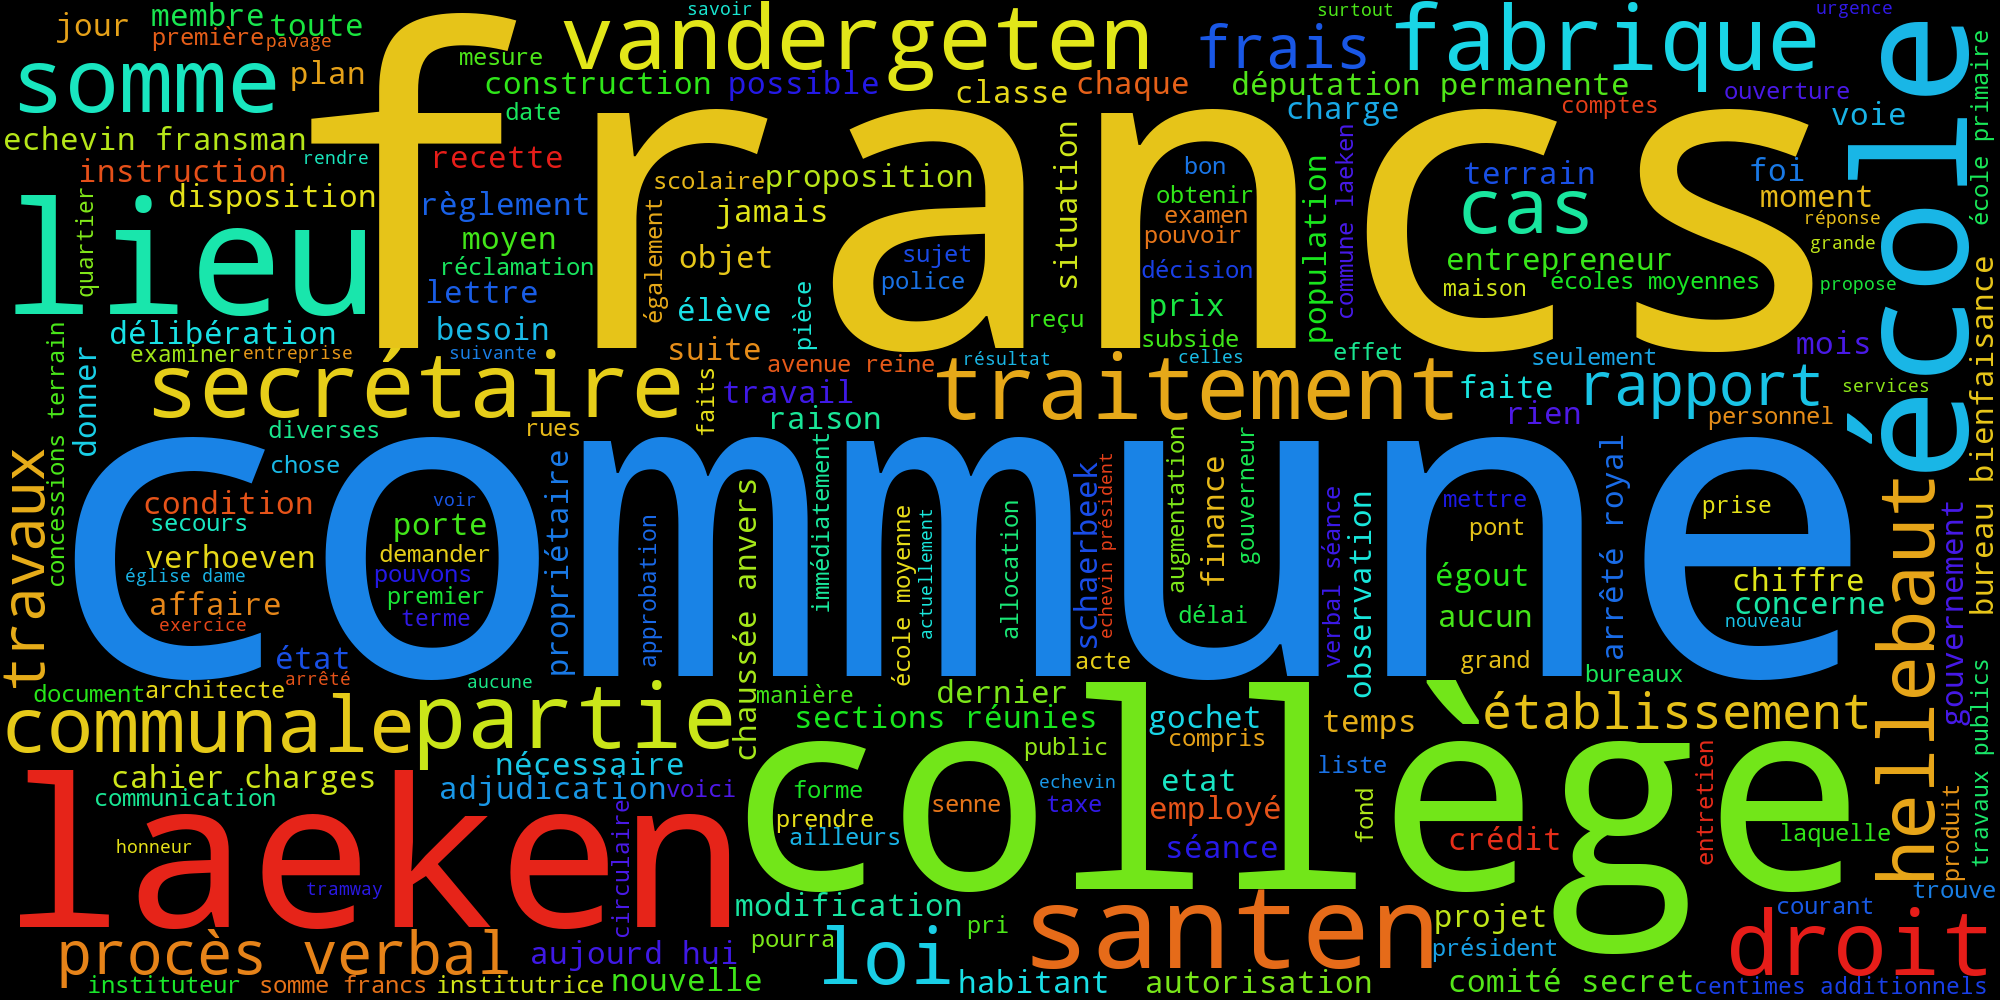 savoir
surtout
urgence
jour
membre
toute
vandergeten
frais
fabrique
première
pavage
somme
plan
mesure
construction
possible
classe
chaque
députation permanente
école
école primaire
date
charge
comptes
ouverture
voie
echevin fransman
francs
rendre
recette
instruction
disposition
quartier
règlement
scolaire
proposition
jamais
également
situation
bon
obtenir
examen
pouvoir
population
commune laeken
terrain
cas
foi
moment
réponse
grande
lieu
moyen
réclamation
lettre
objet
sujet
police
décision
entrepreneur
maison
écoles moyennes
propose
délibération
besoin
élève
pièce
reçu
prix
subside
examiner
entreprise
suivante
suite
avenue reine
résultat
celles
effet
seulement
mois
concessions terrain
donner
secrétaire
faits
travail
traitement
faite
rapport
services
bureau bienfaisance
diverses
rues
raison
rien
personnel
commune
travaux
chose
condition
secours
verhoeven
église dame
affaire
exercice
voir
porte
demander
pouvons
premier
terme
propriétaire
approbation
chaussée anvers
immédiatement
école moyenne
actuellement
allocation
schaerbeek
echevin président
augmentation
finance
gouverneur
délai
verbal séance
observation
mettre
pont
égout
aucun
arrêté royal
prise
chiffre
concerne
nouveau
hellebaut
gouvernement
état
arrêté
aucune
acte
grand
bureaux
document
architecte
communale
partie
manière
dernier
sections réunies
public
gochet
compris
temps
établissement
travaux publics
cahier charges
nécessaire
communication
adjudication
voici
collège
forme
prendre
ailleurs
senne
echevin
taxe
etat
employé
séance
liste
fond
crédit
entretien
laquelle
produit
laeken
honneur
tramway
circulaire
modification
pourra
pri
santen
projet
président
courant
trouve
droit
procès verbal
aujourd hui
loi
instituteur
somme francs
institutrice
nouvelle
habitant
autorisation
comité secret
centimes additionnels